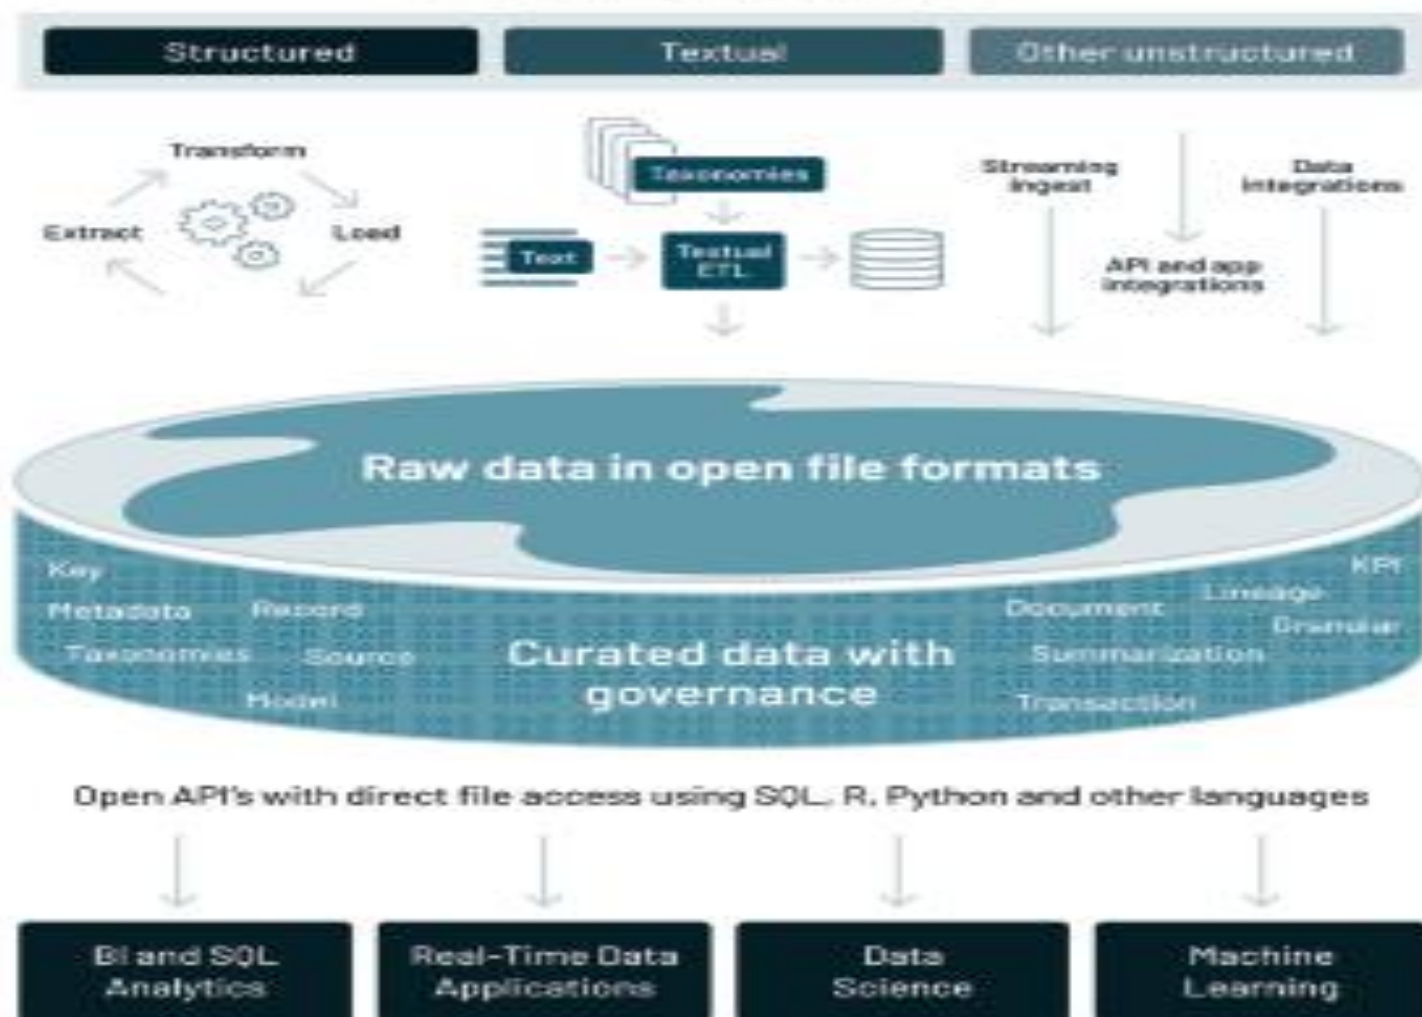 Structured
Textual
Other unstructured
Transform
Extract
Load
Taxonomies
Text
Textual
ETL
Streaming
ingest
API and app
integrations
Data
integrations
Raw data in open file formats
Key
Metadata
Record
Taxonomies
Source
Model
Curated data with
governance
KPI
Lineage
Document
Granular
Summarization
Transaction
Open API's with direct file access using SQL, R, Python and other languages
BI and SQL
Analytics
Real-Time Data
Applications
Data
Science
Machine
Learning